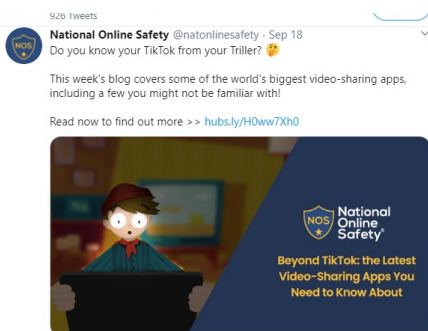 926 Tweets
NOS
National Online Safety @natonlinesafety · Sep 18
Do you know your TikTok from your Triller? 🤔
This week's blog covers some of the world's biggest video-sharing apps,
including a few you might not be familiar with!
Read now to find out more >> hubs.ly/H0ww7Xh0
NOS
National
Online
Safety®
Beyond TikTok: the Latest
Video-Sharing Apps You
Need to Know About